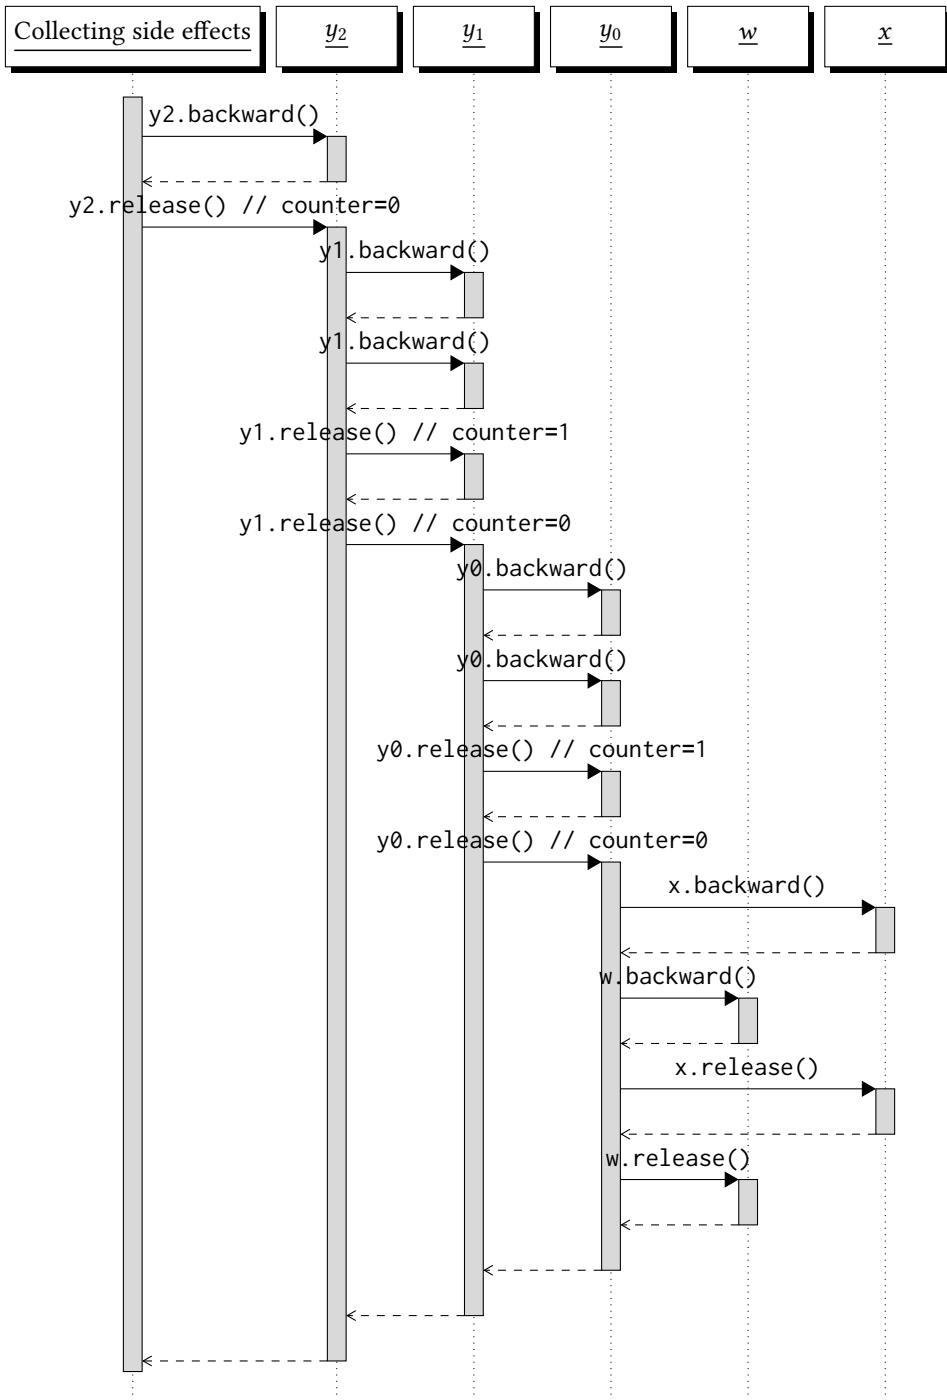 Collecting side effects
y₂
y₁
y₀
w
x
y2.backward()
y2.release() // counter=0
y1.backward()
y1.backward()
y1.release() // counter=1
y1.release() // counter=0
y0.backward()
y0.backward()
y0.release() // counter=1
y0.release() // counter=0
x.backward()
w.backward()
x.release()
w.release()